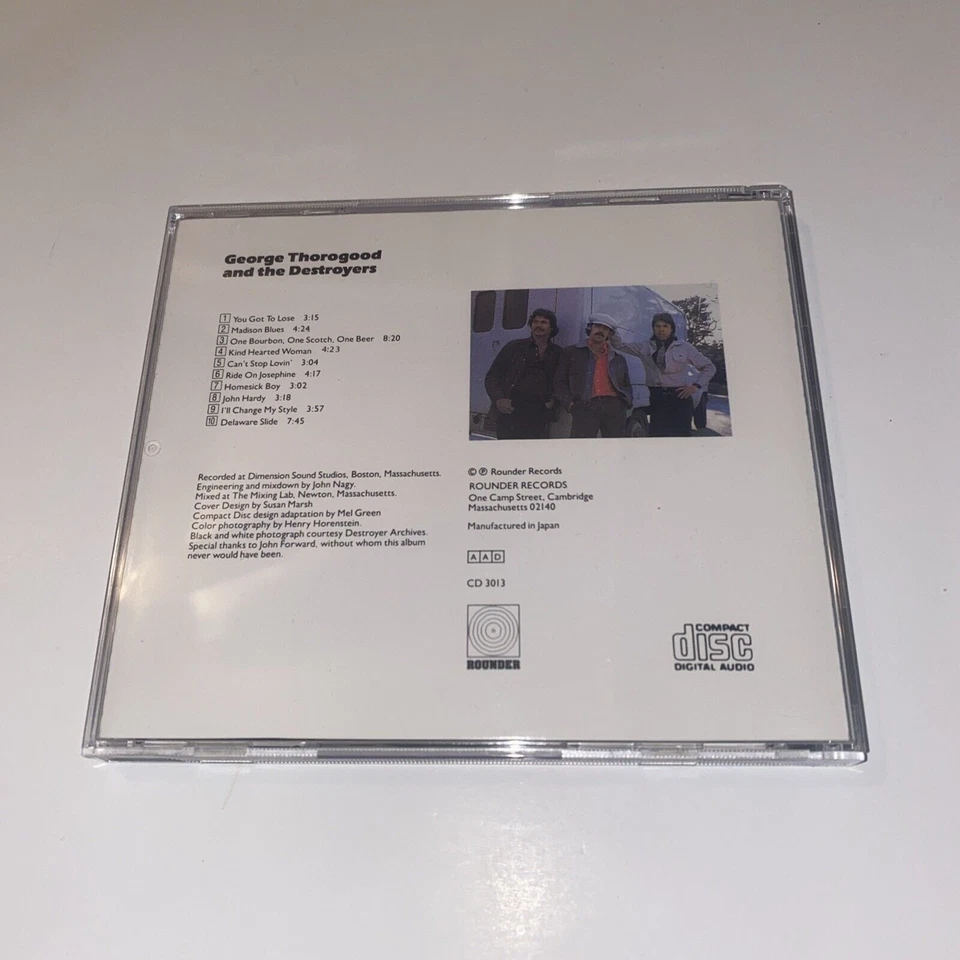 George Thorogood
and the Destroyers
1 You Got To Lose 3:15
2 Madison Blues 4:24
3 One Bourbon, One Scotch, One Beer 8:20
4 Kind Hearted Woman 4:23
5 Can't Stop Lovin' 3:04
6 Ride On Josephine 4:17
7 Homesick Boy 3:02
8 John Hardy 3:18
9 I'll Change My Style 3:57
10 Delaware Slide 7:45
Recorded at Dimension Sound Studios, Boston, Massachusetts.
Engineering and mixdown by John Nagy.
Mixed at The Mixing Lab, Newton, Massachusetts.
Cover Design by Susan Marsh
Compact Disc design adaptation by Mel Green
Color photography by Henry Horenstein.
Black and white photograph courtesy Destroyer Archives.
Special thanks to John Forward, without whom this album
never would have been.
© ℗ Rounder Records
ROUNDER RECORDS
One Camp Street, Cambridge
Massachusetts 02140
Manufactured in Japan
AAD
CD 3013
ROUNDER
COMPACT
disc
DIGITAL AUDIO